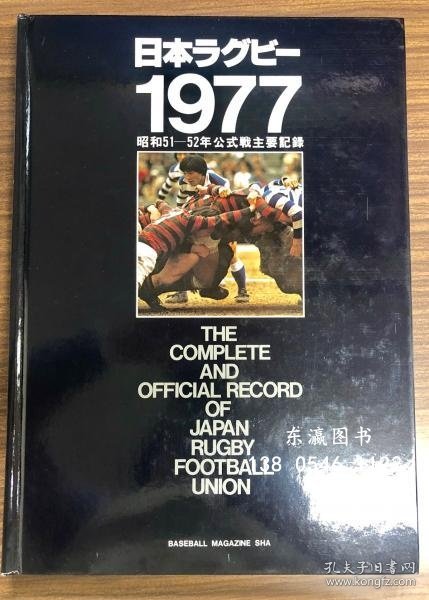 日本ラグビー
1977
昭和51―52年公式戦主要記録
THE
COMPLETE
AND
OFFICIAL RECORD
OF
JAPAN
RUGBY
FOOTBALL
UNION
东瀛图书
138 0546
BASEBALL MAGAZINE SHA
孔夫子旧书网
www.kongfz.com